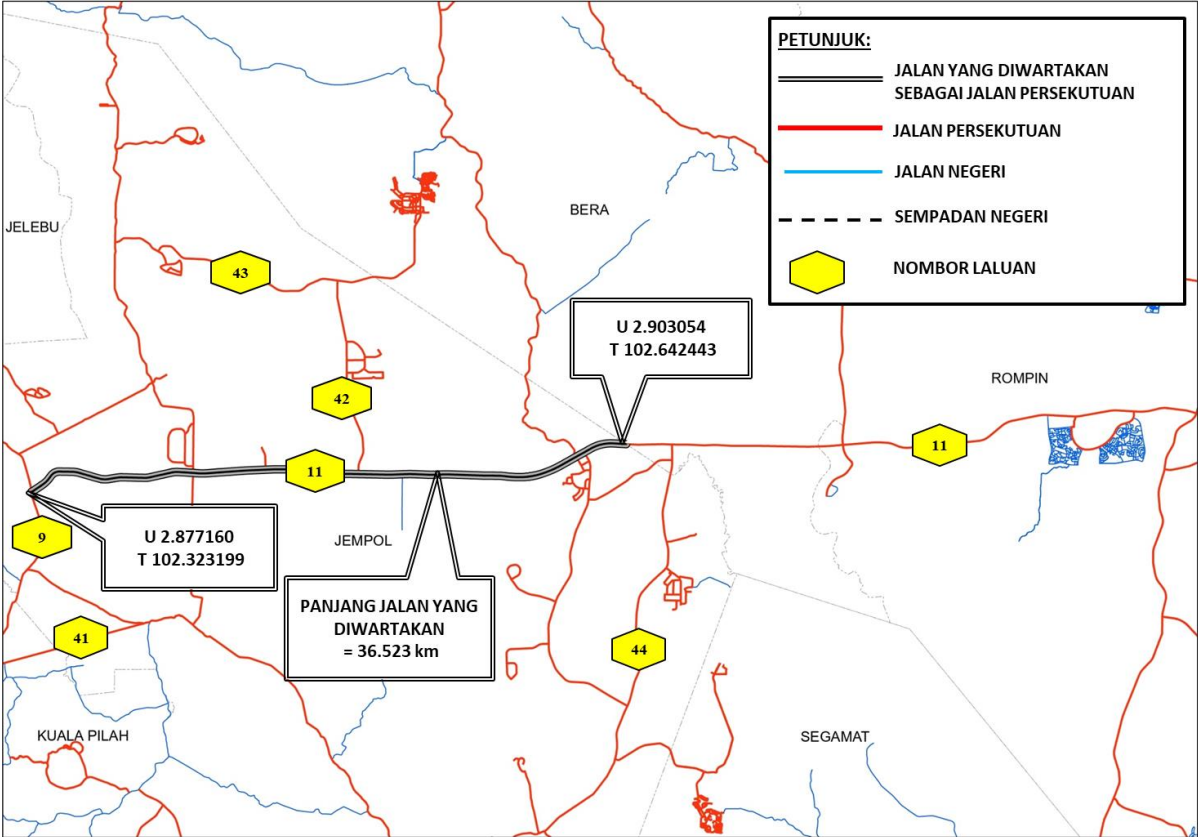 PETUNJUK:
JALAN YANG DIWARTAKAN
SEBAGAI JALAN PERSEKUTUAN
JALAN PERSEKUTUAN
JALAN NEGERI
SEMPADAN NEGERI
NOMBOR LALUAN
JELEBU
BERA
43
U 2.903054
T 102.642443
ROMPIN
42
11
11
9
U 2.877160
T 102.323199
JEMPOL
PANJANG JALAN YANG
DIWARTAKAN
= 36.523 km
41
44
KUALA PILAH
SEGAMAT